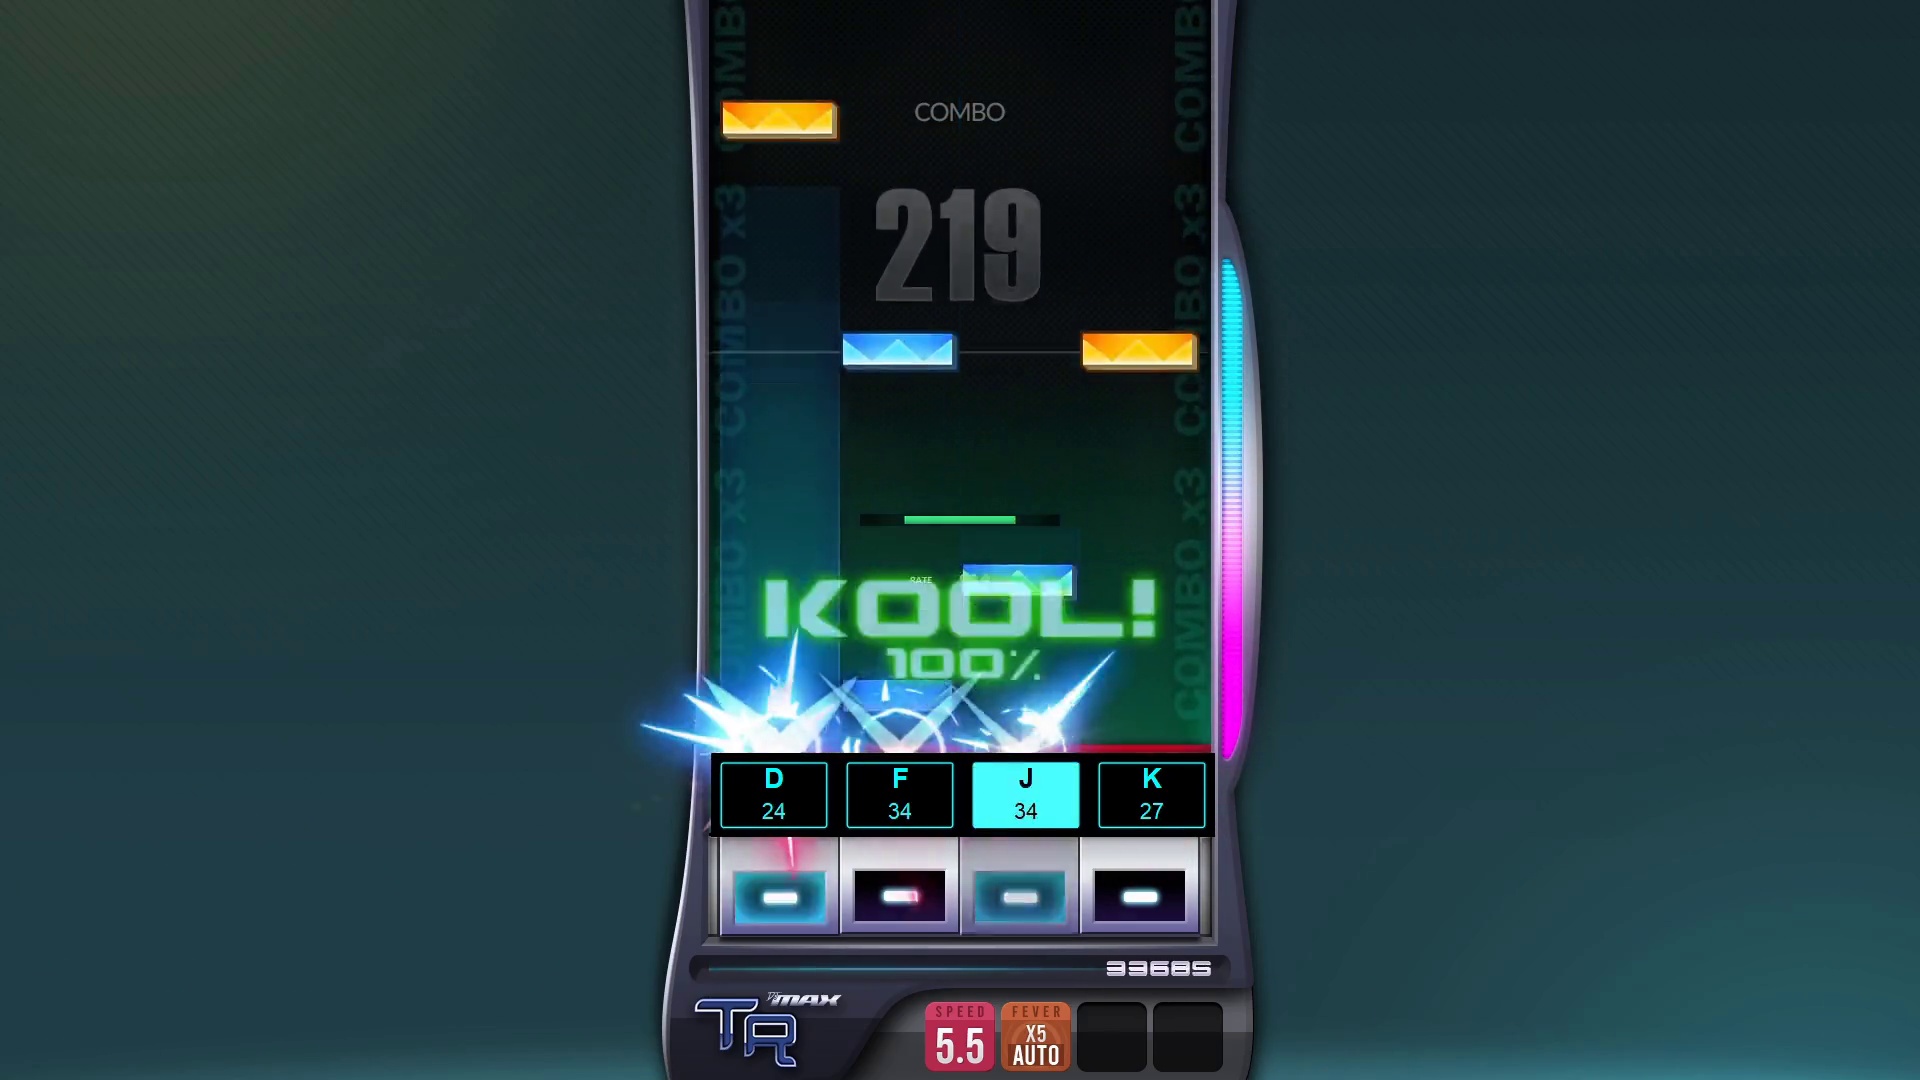 COMBO
219
COMBO x3 COMBO x3 COMBO
COMBO x3 COMBO x3 COMBO
RATE
KOOL!
100%
D F J K
24 34 34 27
33685
MAX
TR
SPEED FEVER
5.5 X5
AUTO